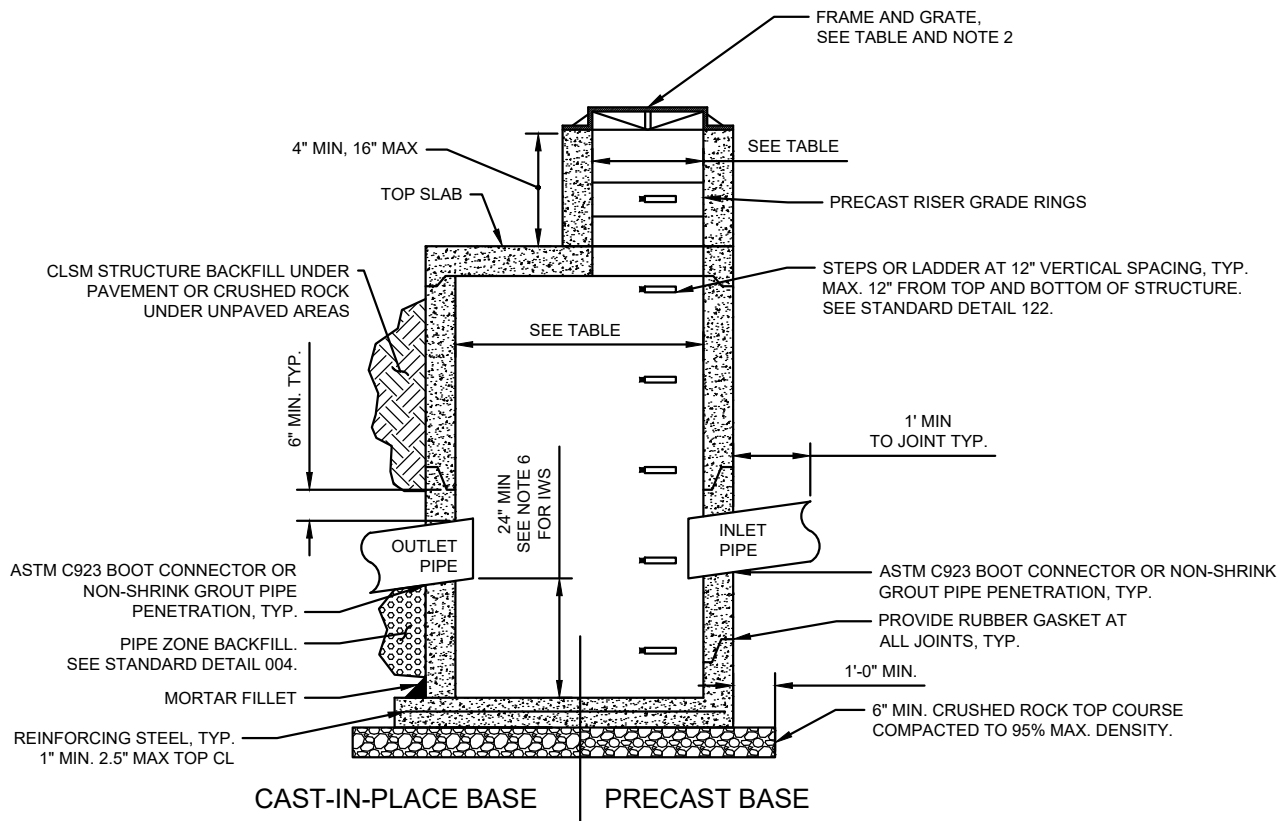 FRAME AND GRATE,
SEE TABLE AND NOTE 2
4" MIN, 16" MAX
SEE TABLE
TOP SLAB
PRECAST RISER GRADE RINGS
CLSM STRUCTURE BACKFILL UNDER
PAVEMENT OR CRUSHED ROCK
UNDER UNPAVED AREAS
STEPS OR LADDER AT 12" VERTICAL SPACING, TYP.
MAX. 12" FROM TOP AND BOTTOM OF STRUCTURE.
SEE STANDARD DETAIL 122.
SEE TABLE
6" MIN. TYP.
1' MIN
TO JOINT TYP.
24" MIN
SEE NOTE 6
FOR IWS
OUTLET
PIPE
INLET
PIPE
ASTM C923 BOOT CONNECTOR OR
NON-SHRINK GROUT PIPE
PENETRATION, TYP.
ASTM C923 BOOT CONNECTOR OR NON-SHRINK
GROUT PIPE PENETRATION, TYP.
PIPE ZONE BACKFILL.
SEE STANDARD DETAIL 004.
PROVIDE RUBBER GASKET AT
ALL JOINTS, TYP.
MORTAR FILLET
1'-0" MIN.
REINFORCING STEEL, TYP.
1" MIN. 2.5" MAX TOP CL
6" MIN. CRUSHED ROCK TOP COURSE
COMPACTED TO 95% MAX. DENSITY.
CAST-IN-PLACE BASE
PRECAST BASE